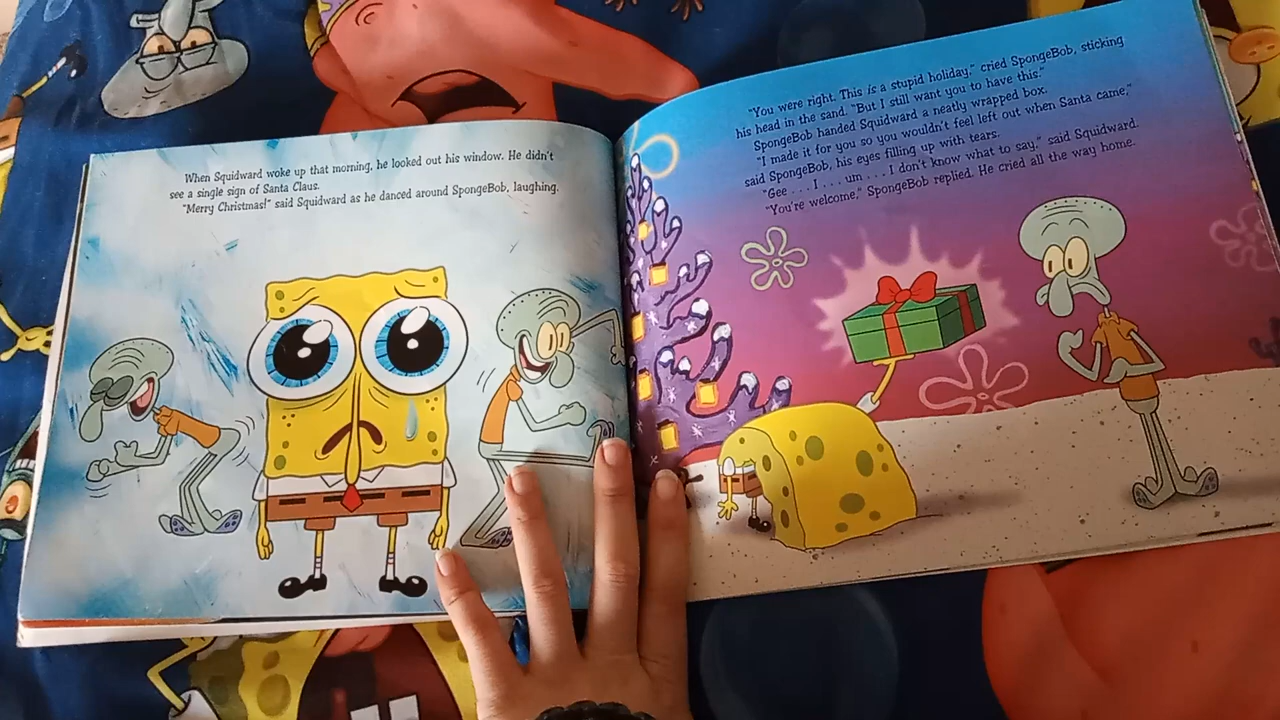 When Squidward woke up that morning, he looked out his window. He didn't
see a single sign of Santa Claus.
"Merry Christmas!" said Squidward as he danced around SpongeBob, laughing.
"You were right. This is a stupid holiday," cried SpongeBob, sticking
his head in the sand. "But I still want you to have this."
SpongeBob handed Squidward a neatly wrapped box.
"I made it for you so you wouldn't feel left out when Santa came,"
said SpongeBob, his eyes filling up with tears.
"Gee . . . I . . . um . . . I don't know what to say," said Squidward.
"You're welcome," SpongeBob replied. He cried all the way home.